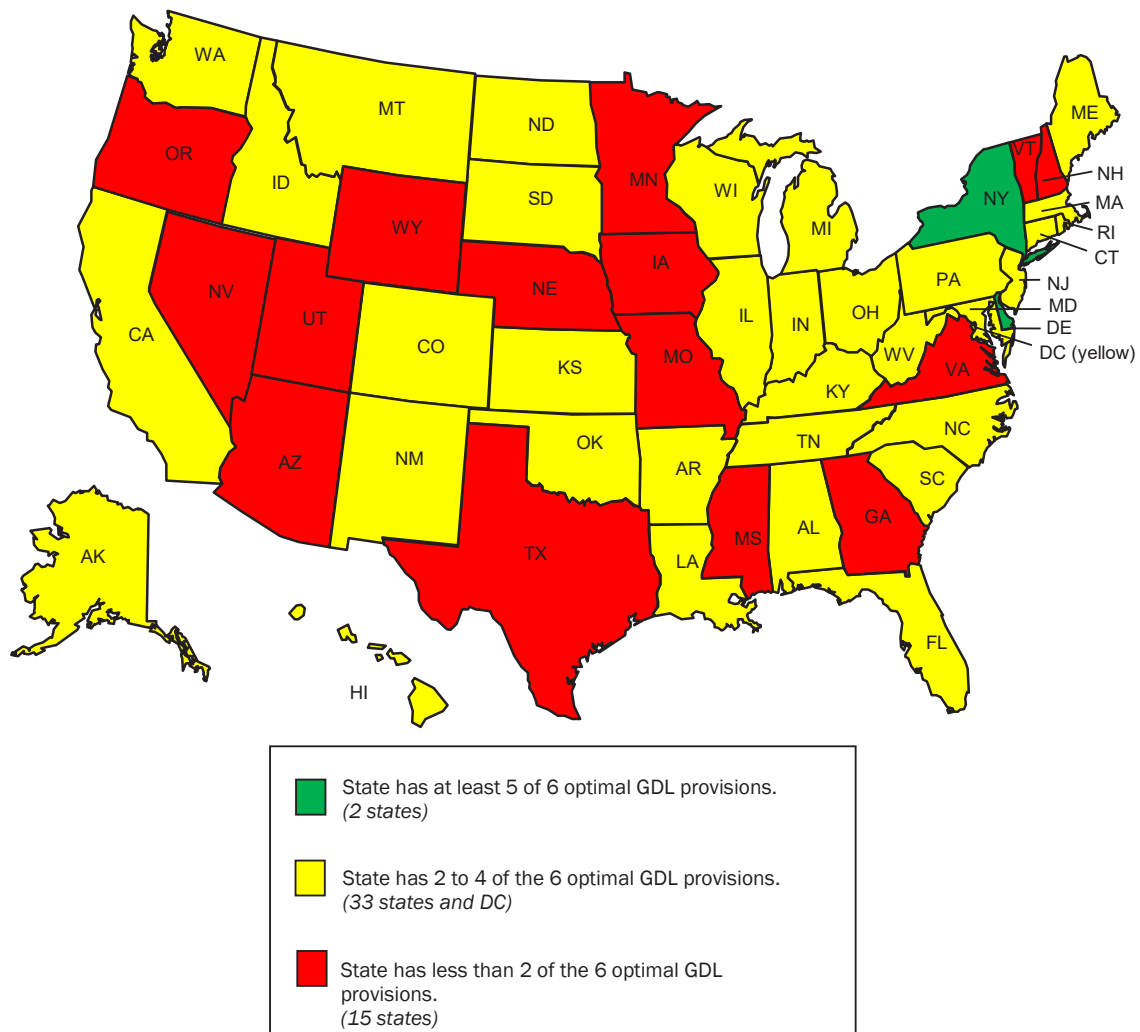 WA
MT
ND
MN
ME
OR
ID
SD
WI
VT
NH
NY
MA
WY
MI
RI
CT
IA
PA
NJ
NV
NE
MD
CA
UT
IL
IN
OH
DE
CO
DC (yellow)
KS
MO
WV
VA
KY
NC
AZ
NM
OK
TN
AR
SC
MS
AL
GA
TX
LA
AK
FL
HI
State has at least 5 of 6 optimal GDL provisions.
(2 states)
State has 2 to 4 of the 6 optimal GDL provisions.
(33 states and DC)
State has less than 2 of the 6 optimal GDL
provisions.
(15 states)